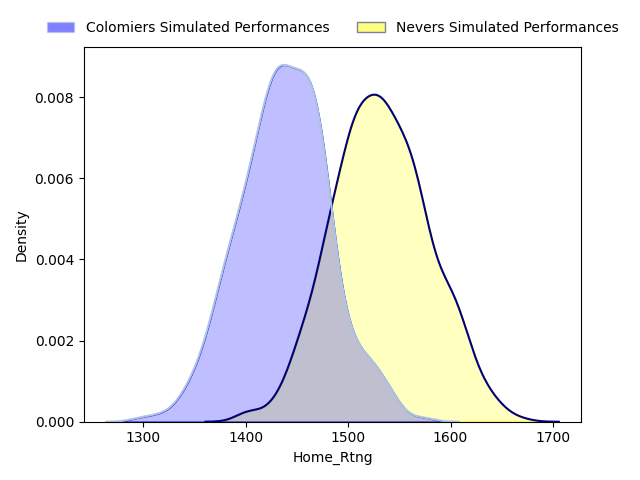 Colomiers Simulated Performances
Nevers Simulated Performances
0.008
0.006
0.004
0.002
0.000
Density
1300
1400
1500
1600
1700
Home_Rtng